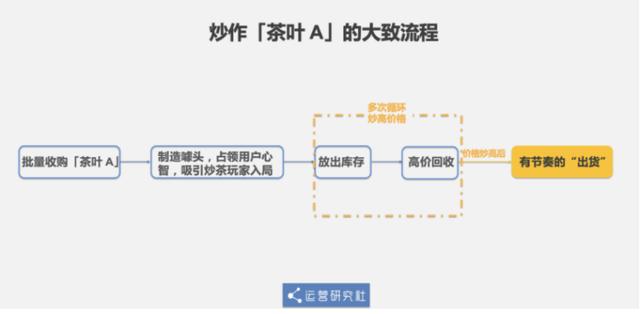 炒作「茶叶 A」的大致流程
多次循环
炒高价格
批量收购「茶叶 A」
制造噱头，占领用户心
智，吸引炒茶玩家入局
放出库存
高价回收
价格炒高后
有节奏的“出货”
运营研究社